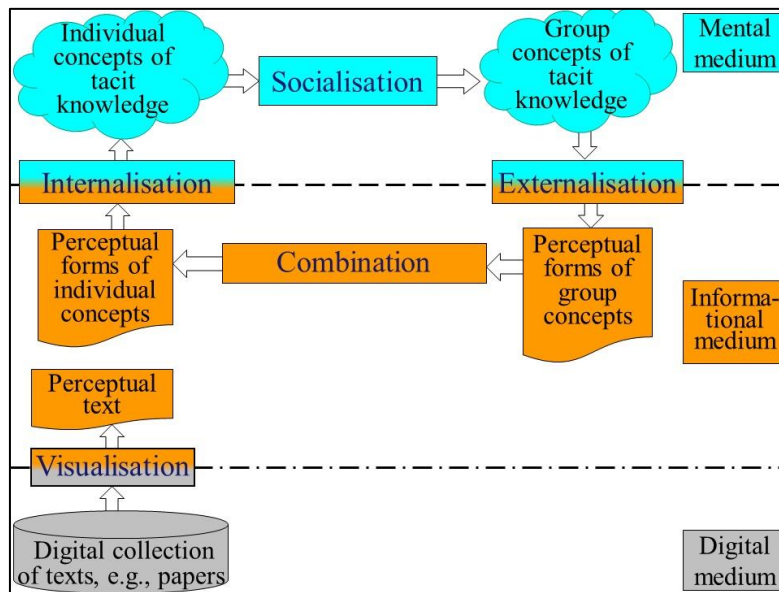 Individual
concepts of
tacit
knowledge
Socialisation
Group
concepts of
tacit
knowledge
Mental
medium
Internalisation
Externalisation
Perceptual
forms of
individual
concepts
Combination
Perceptual
forms of
group
concepts
Informa-
tional
medium
Perceptual
text
Visualisation
Digital collection
of texts, e.g., papers
Digital
medium